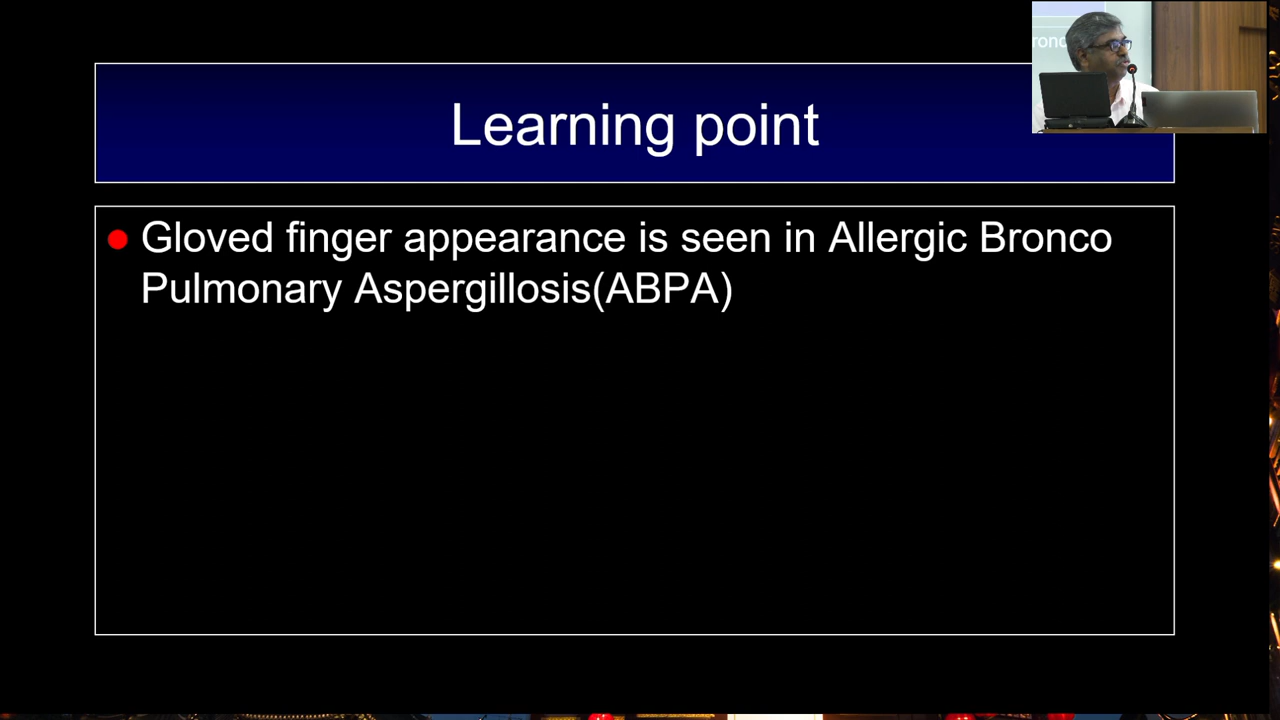 Learning point
Gloved finger appearance is seen in Allergic Bronco
Pulmonary Aspergillosis(ABPA)